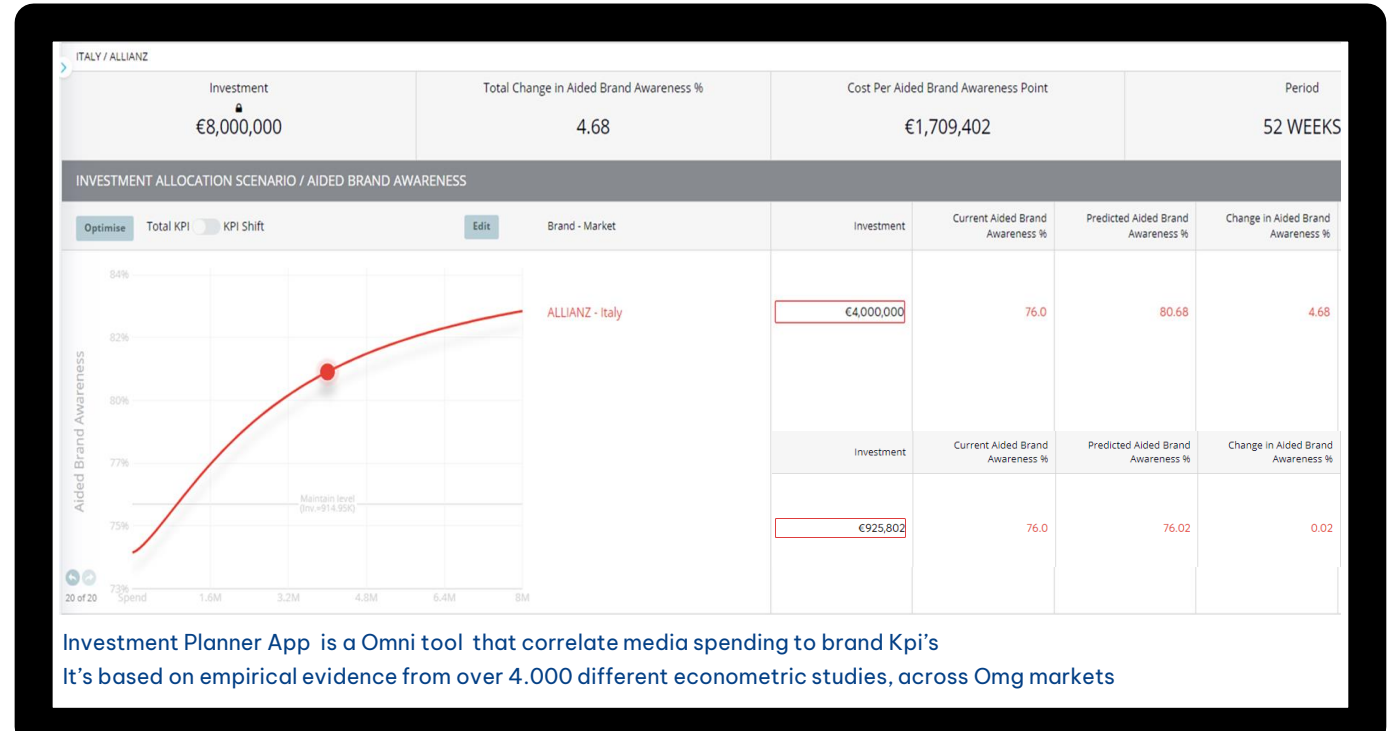 ITALY / ALLIANZ
Investment
€8,000,000
Total Change in Aided Brand Awareness %
4.68
Cost Per Aided Brand Awareness Point
€1,709,402
Period
52 WEEKS
INVESTMENT ALLOCATION SCENARIO / AIDED BRAND AWARENESS
Optimise
Total KPI
KPI Shift
Edit
Brand - Market
Investment
Current Aided Brand
Awareness %
Predicted Aided Brand
Awareness %
Change in Aided Brand
Awareness %
Aided Brand Awareness
84%
82%
80%
77%
75%
73%
Maintain level
(Inv.=914.95K)
Spend
1.6M
3.2M
4.8M
6.4M
8M
20 of 20
ALLIANZ - Italy
€4,000,000
76.0
80.68
4.68
Investment
Current Aided Brand
Awareness %
Predicted Aided Brand
Awareness %
Change in Aided Brand
Awareness %
€925,802
76.0
76.02
0.02
Investment Planner App is a Omni tool that correlate media spending to brand Kpi’s
It’s based on empirical evidence from over 4.000 different econometric studies, across Omg markets